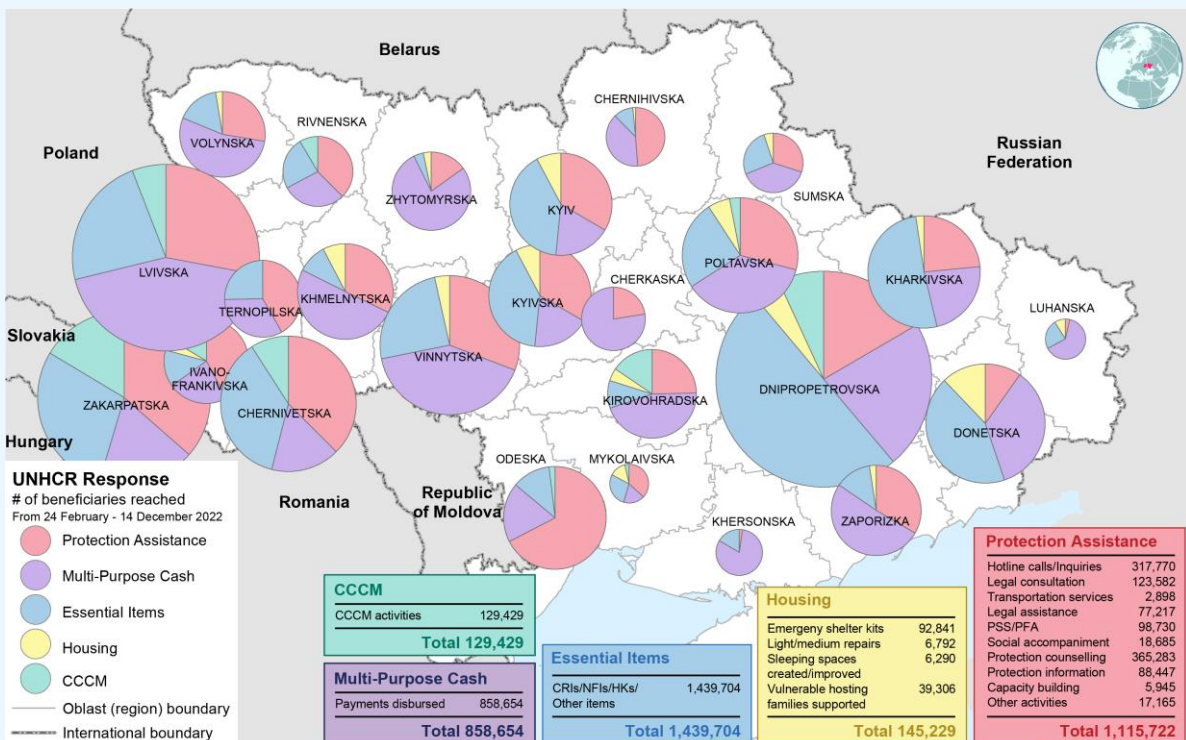 Belarus
CHERNIHIVSKA
RIVNENSKA
VOLYNSKA
Russian
Federation
Poland
ZHYTOMYRSKA
SUMSKA
KYIV
LVIVSKA
POLTAVSKA
CHERKASKA
KHARKIVSKA
TERNOPILSKA
KHMELNYTSKA
KYIVSKA
LUHANSKA
Slovakia
VINNYTSKA
IVANO-
FRANKIVSKA
DNIPROPETROVSKA
ZAKARPATSKA
CHERNIVETSKA
KIROVOHRADSKA
DONETSKA
Hungary
ODESKA
MYKOLAIVSKA
Romania
Republic
of Moldova
KHERSONSKA
ZAPORIZKA
UNHCR Response
# of beneficiaries reached
From 24 February - 14 December 2022
Protection Assistance
Multi-Purpose Cash
Essential Items
Housing
CCCM
Oblast (region) boundary
International boundary
CCCM
CCCM activities 129,429
Total 129,429
Multi-Purpose Cash
Payments disbursed 858,654
Total 858,654
Essential Items
CRIs/NFIs/HKs/ 1,439,704
Other items
Total 1,439,704
Housing
Emergeny shelter kits 92,841
Light/medium repairs 6,792
Sleeping spaces 6,290
created/improved
Vulnerable hosting 39,306
families supported
Total 145,229
Protection Assistance
Hotline calls/Inquiries 317,770
Legal consultation 123,582
Transportation services 2,898
Legal assistance 77,217
PSS/PFA 98,730
Social accompaniment 18,685
Protection counselling 365,283
Protection information 88,447
Capacity building 5,945
Other activities 17,165
Total 1,115,722